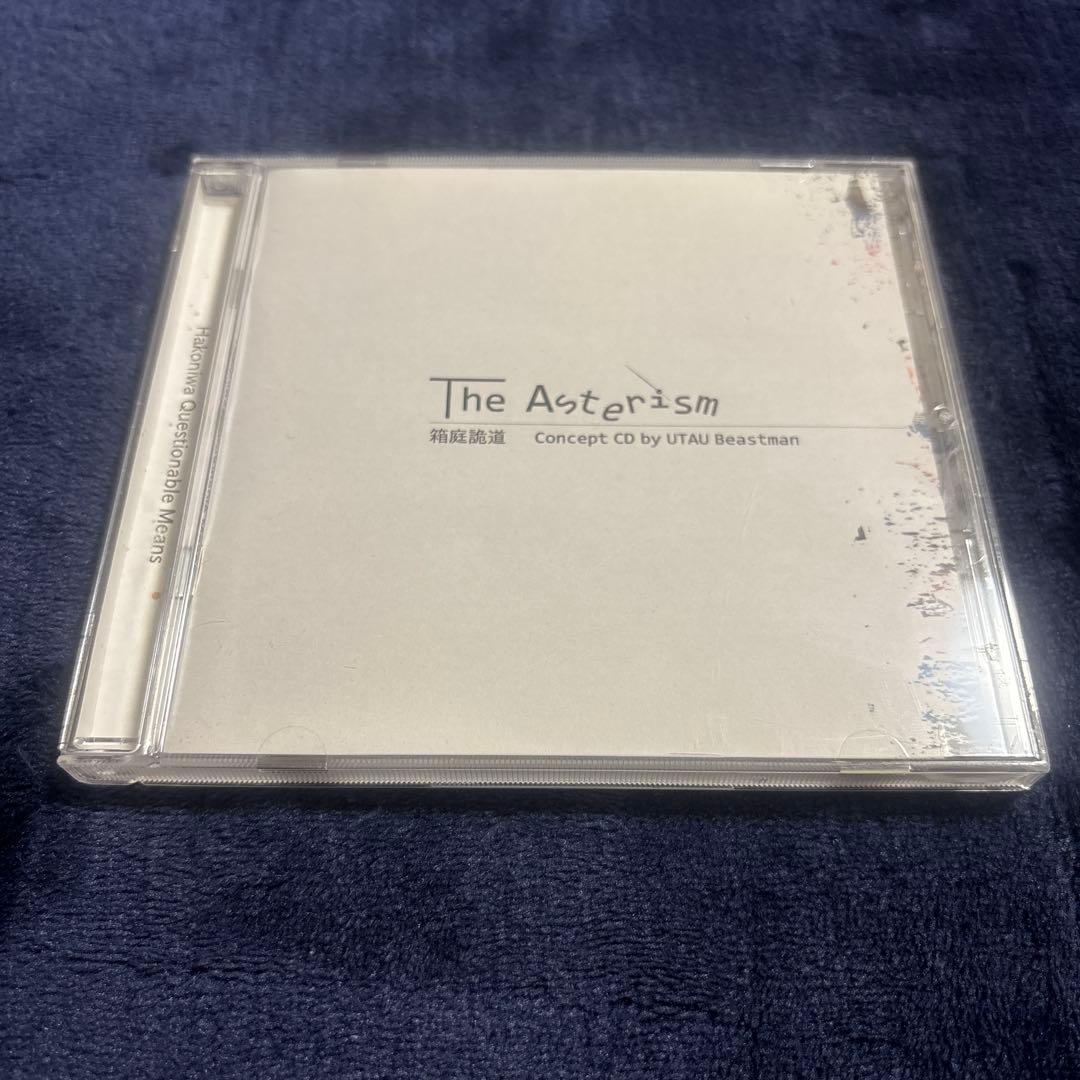 The Asterism
箱庭詭道 Concept CD by UTAU Beastman
Hakoniwa Questionable Means